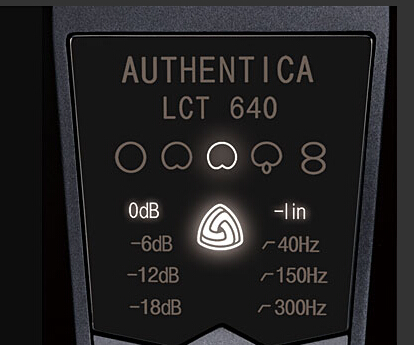 AUTHENTICA
LCT 640
0dB -lin
-6dB 40Hz
-12dB 150Hz
-18dB 300Hz